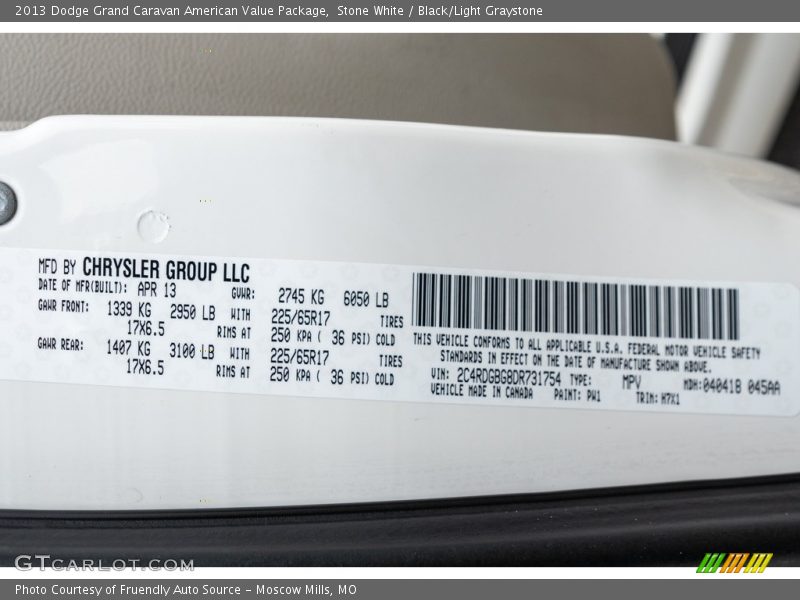 2013 Dodge Grand Caravan American Value Package,  Stone White / Black/Light Graystone
MFD BY CHRYSLER GROUP LLC
DATE OF MFR(BUILT): APR 13 GVWR: 2745 KG 6050 LB
GAWR FRONT: 1339 KG 2950 LB WITH 225/65R17 TIRES
17X6.5 RIMS AT 250 KPA ( 36 PSI) COLD
GAWR REAR: 1407 KG 3100 LB WITH 225/65R17 TIRES
17X6.5 RIMS AT 250 KPA ( 36 PSI) COLD
THIS VEHICLE CONFORMS TO ALL APPLICABLE U.S.A. FEDERAL MOTOR VEHICLE SAFETY
STANDARDS IN EFFECT ON THE DATE OF MANUFACTURE SHOWN ABOVE.
VIN: 2C4RDGBG8DR731754 TYPE: MPV MDH:040418 045AA
VEHICLE MADE IN CANADA PAINT: PW1 TRIM: H7X1
GTCARLOT.COM
Photo Courtesy of Fruendly Auto Source – Moscow Mills, MO